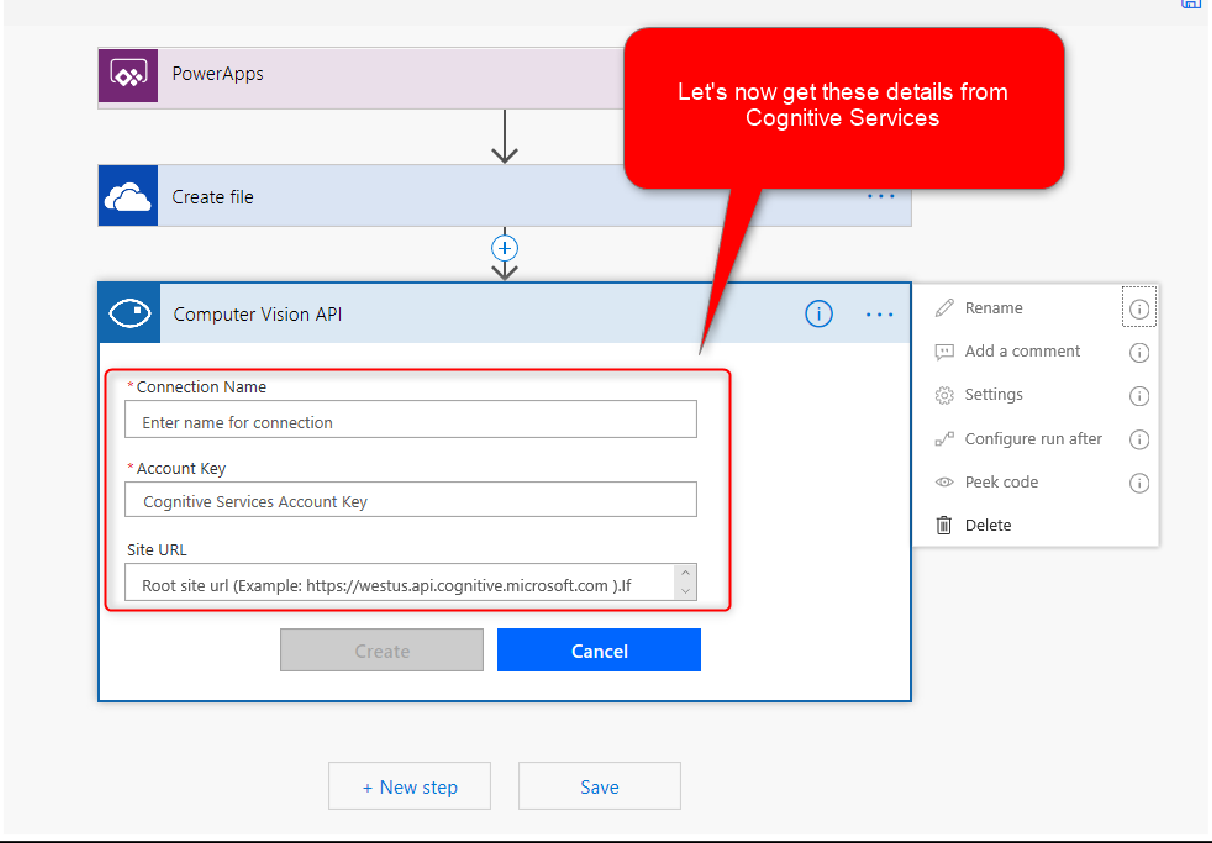 PowerApps
Let's now get these details from
Cognitive Services
Create file
Computer Vision API
Rename
Add a comment
Settings
Configure run after
Peek code
Delete
* Connection Name
Enter name for connection
* Account Key
Cognitive Services Account Key
Site URL
Root site url (Example: https://westus.api.cognitive.microsoft.com ).If
Create
Cancel
+ New step
Save